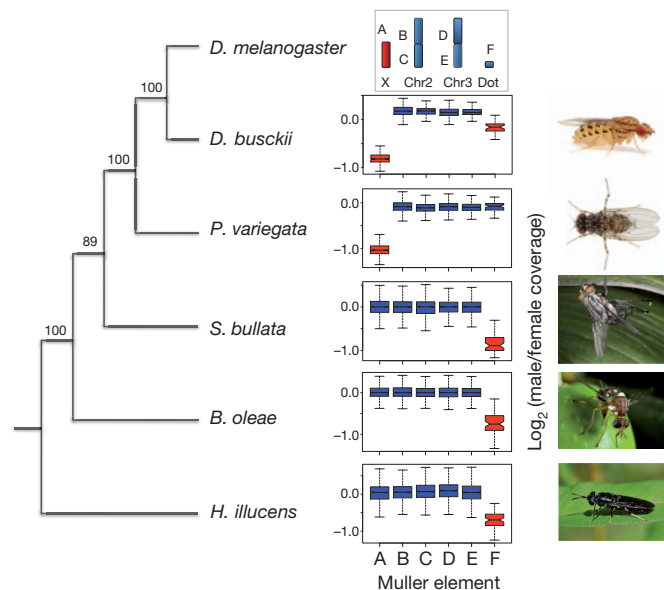 A
B
D
F
C
E
X Chr2 Chr3 Dot
D. melanogaster
100
D. busckii
0.0
−1.0
100
P. variegata
0.0
−1.0
89
S. bullata
0.0
−1.0
100
B. oleae
0.0
−1.0
H. illucens
0.0
−1.0
A B C D E F
Muller element
Log2 (male/female coverage)